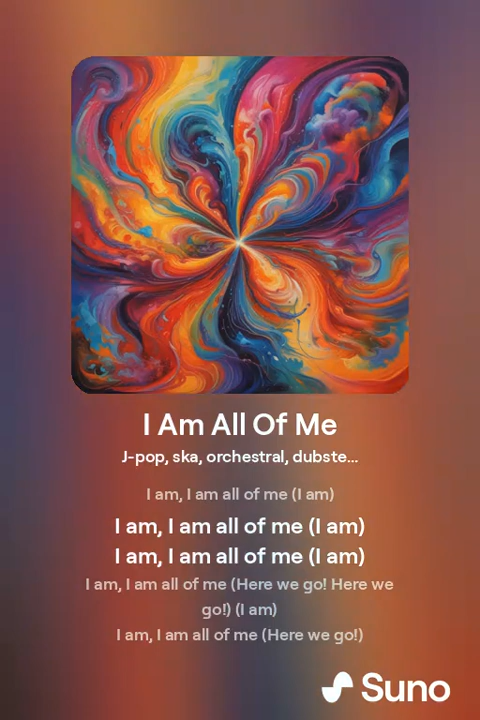 I Am All Of Me
J-pop, ska, orchestral, dubste...
I am, I am all of me (I am)
I am, I am all of me (I am)
I am, I am all of me (I am)
I am, I am all of me (Here we go! Here we
go!) (I am)
I am, I am all of me (Here we go!)
Suno